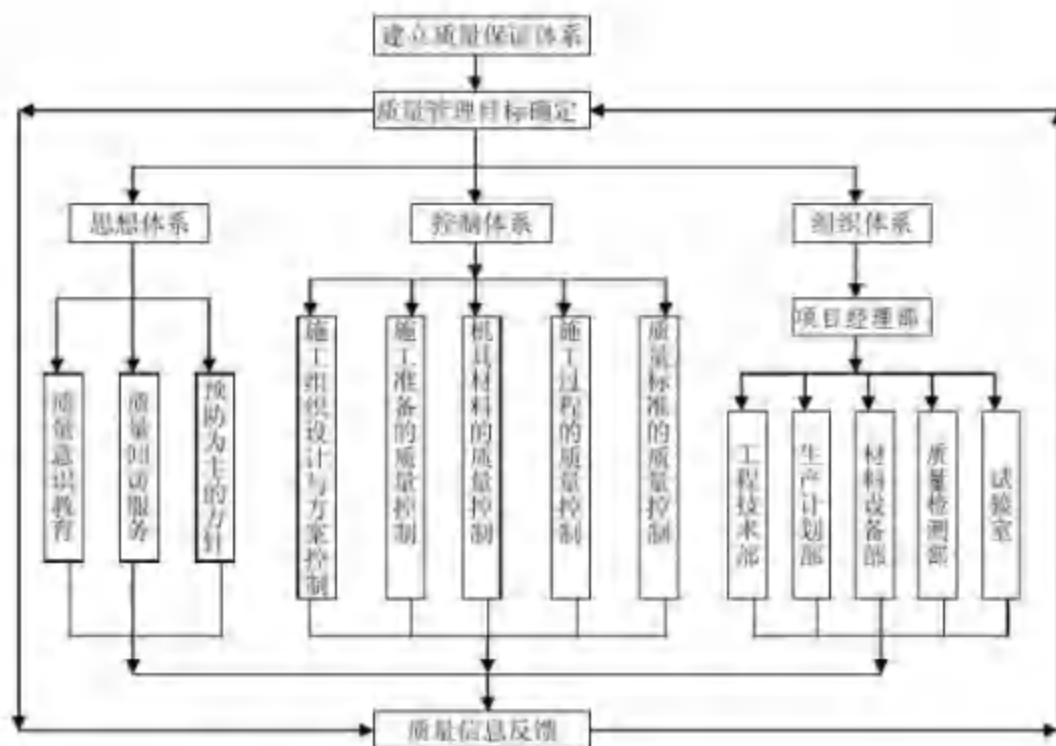 建立质量保证体系
质量管理目标确定
思想体系
控制体系
组织体系
项目经理部
质量意识教育
预防为主的方针
施工组织设计与方案控制
施工准备的质量控制
机具材料的质量控制
施工过程的质量控制
质量标准的质量控制
工程技术部
生产计划部
材料设备部
质量检测部
试验室
质量信息反馈